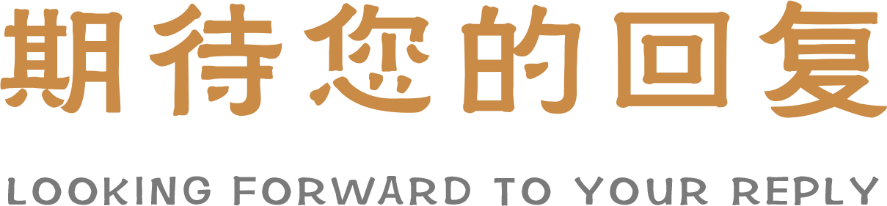 期待您的回复
LOOKING FORWARD TO YOUR REPLY